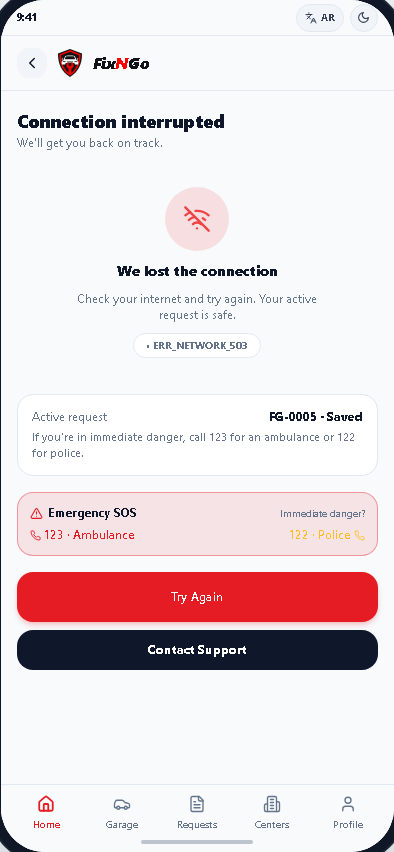 9:41
AR
FixNGo
Connection interrupted
We'll get you back on track.
We lost the connection
Check your internet and try again. Your active
request is safe.
• ERR_NETWORK_503
Active request
FG-0005 · Saved
If you're in immediate danger, call 123 for an ambulance or 122
for police.
Emergency SOS
Immediate danger?
123 · Ambulance
122 · Police
Try Again
Contact Support
Home
Garage
Requests
Centers
Profile